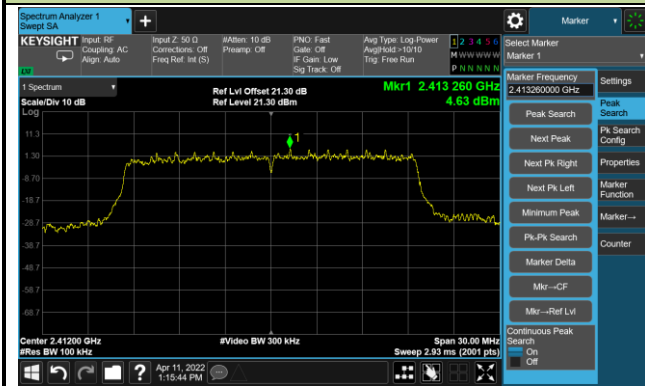 Spectrum Analyzer 1
Swept SA
+
Marker
KEYSIGHT
Input: RF
Coupling: AC
Align: Auto
Input Z: 50 Ω
Corrections: Off
Freq Ref: Int (S)
#Atten: 10 dB
Preamp: Off
PNO: Fast
Gate: Off
IF Gain: Low
Sig Track: Off
Avg Type: Log-Power
Avg|Hold:>10/10
Trig: Free Run
1 2 3 4 5 6
M W W W W W
P N N N N N
Select Marker
Marker 1
LXI
1 Spectrum
Scale/Div 10 dB
Log
Ref Lvl Offset 21.30 dB
Ref Level 21.30 dBm
Mkr1 2.413 260 GHz
4.63 dBm
1
11.3
1.30
-8.70
-18.7
-28.7
-38.7
-48.7
-58.7
-68.7
Center 2.41200 GHz
#Res BW 100 kHz
#Video BW 300 kHz
Span 30.00 MHz
Sweep 2.93 ms (2001 pts)
Marker Frequency
2.413260000 GHz
Peak Search
Next Peak
Next Pk Right
Next Pk Left
Minimum Peak
Pk-Pk Search
Marker Delta
Mkr→CF
Mkr→Ref Lvl
Continuous Peak
Search
On
Off
Settings
Peak
Search
Pk Search
Config
Properties
Marker
Function
Marker→
Counter
?
Apr 11, 2022
1:15:44 PM